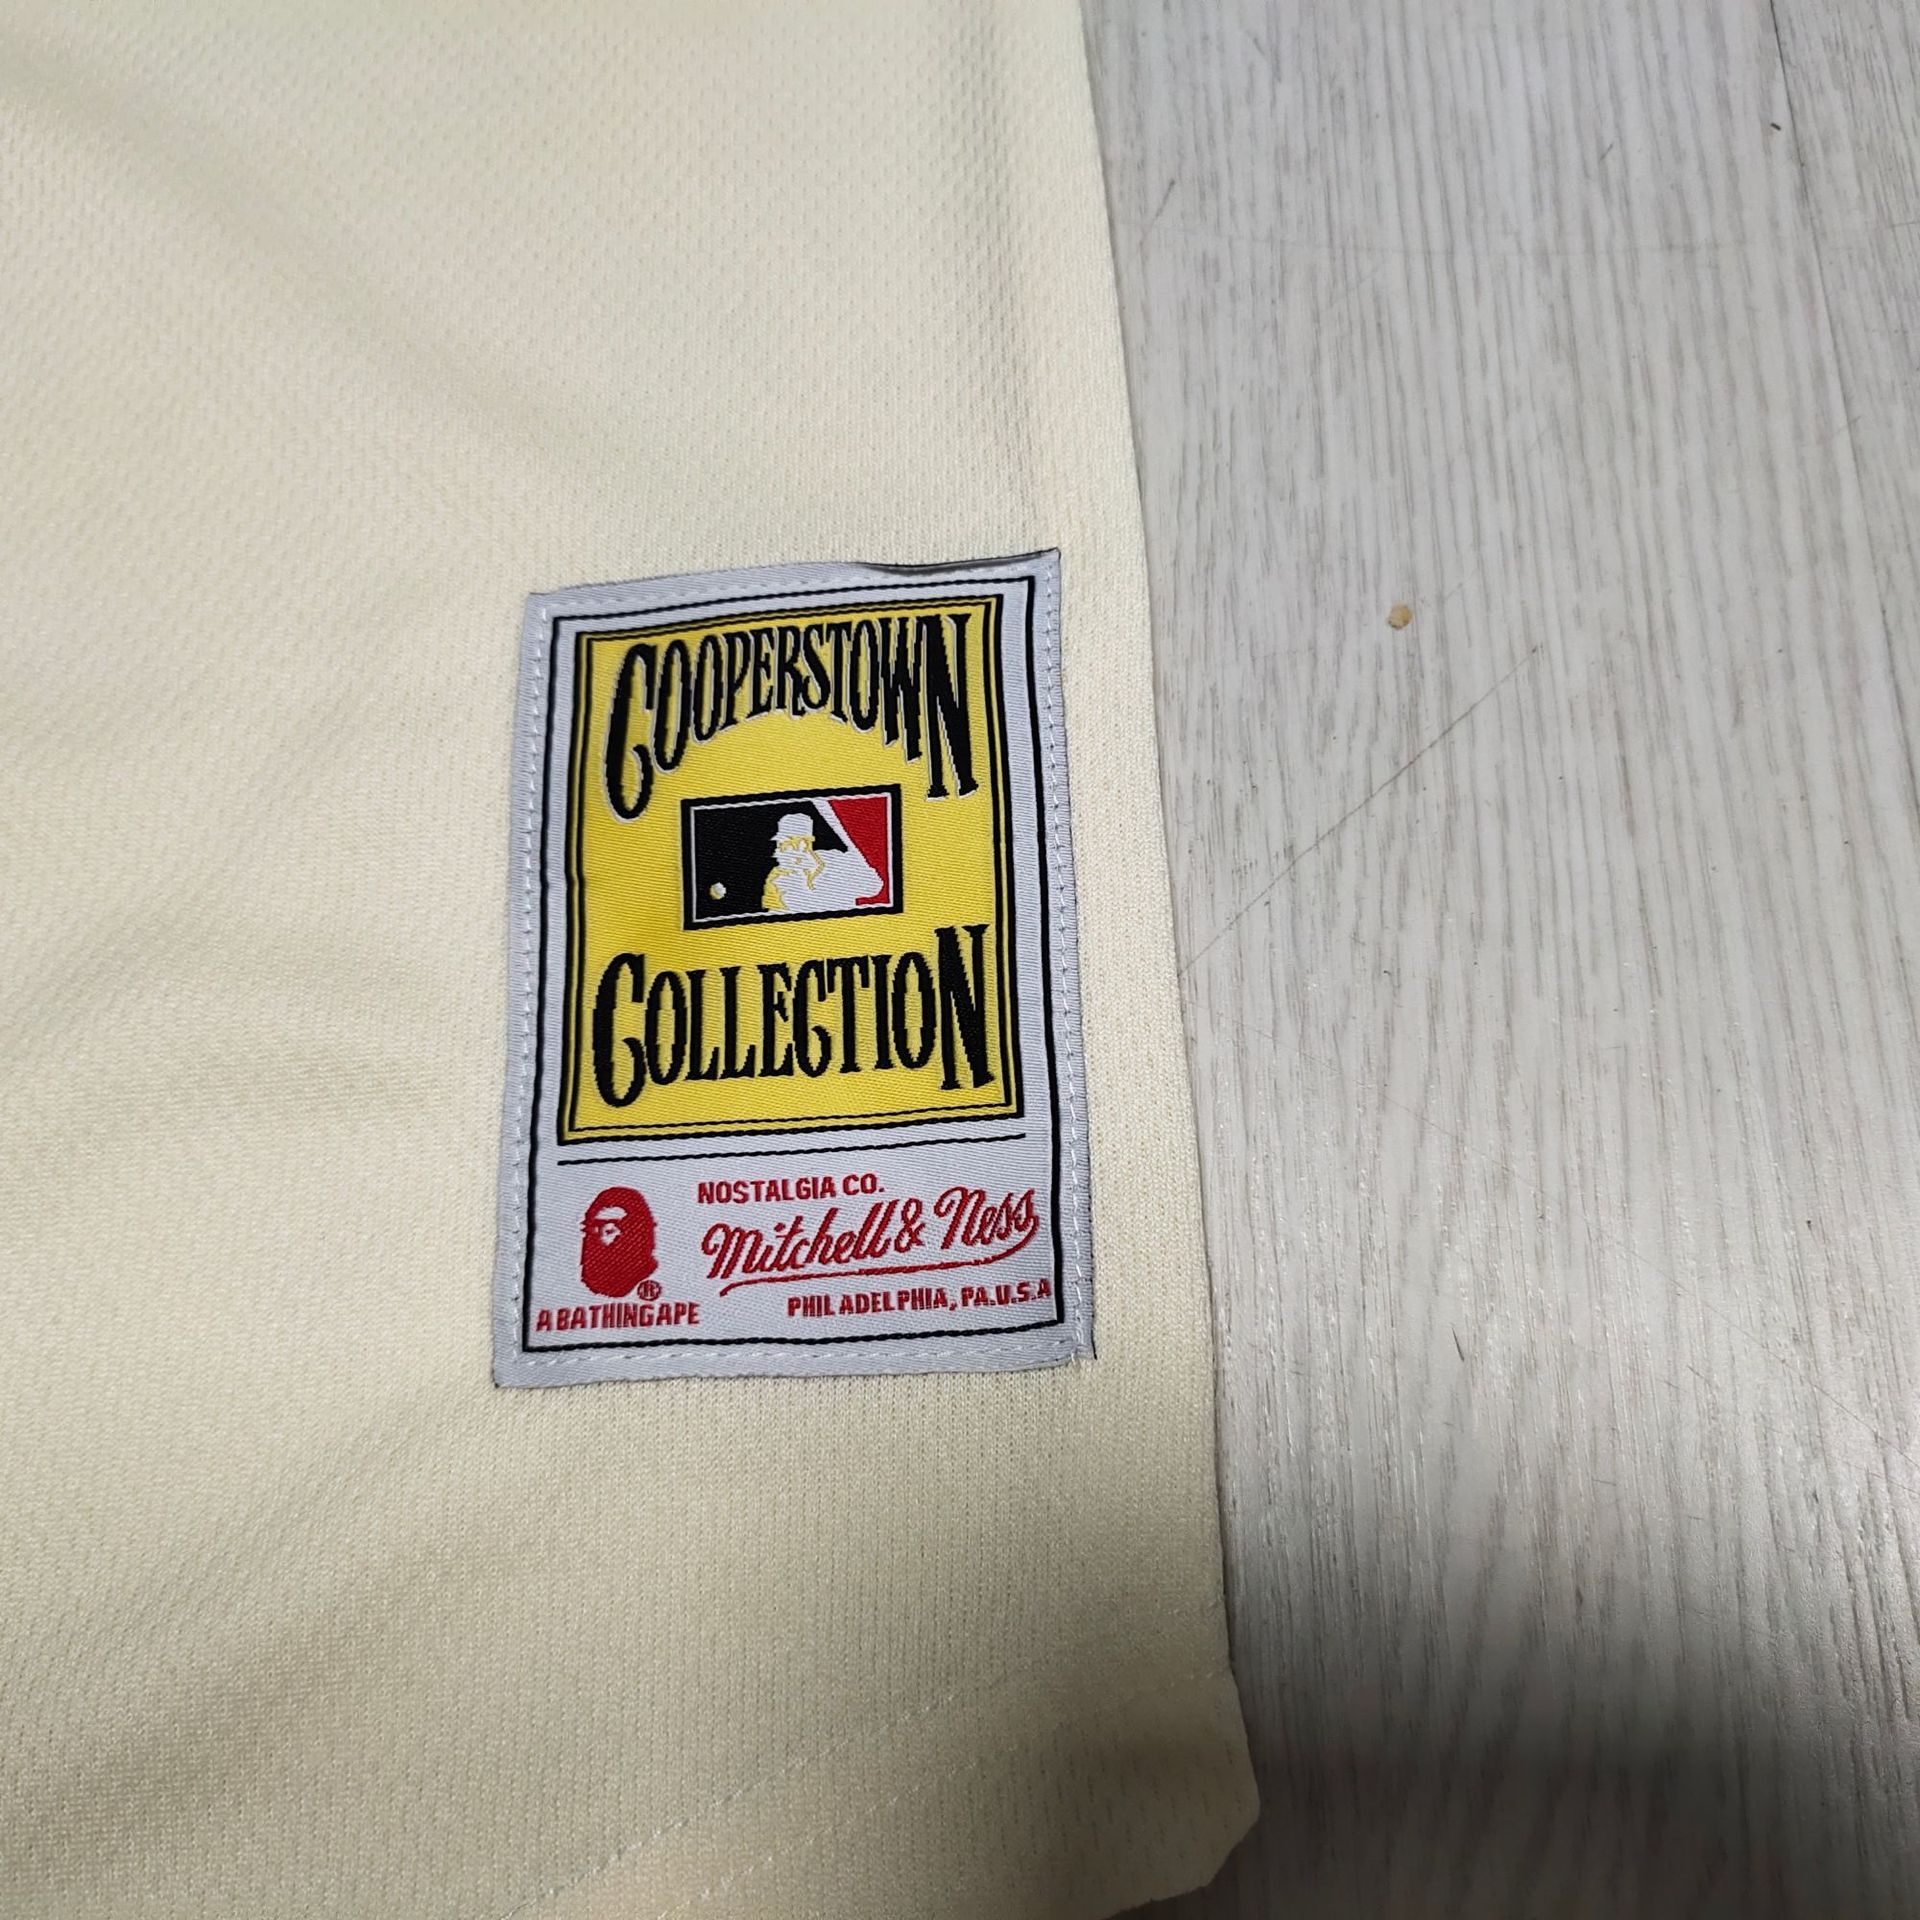 COOPERSTOWN
COLLECTION
NOSTALGIA CO.
Mitchell & Ness
PHILADELPHIA, PA.U.S.A
®
A BATHING APE